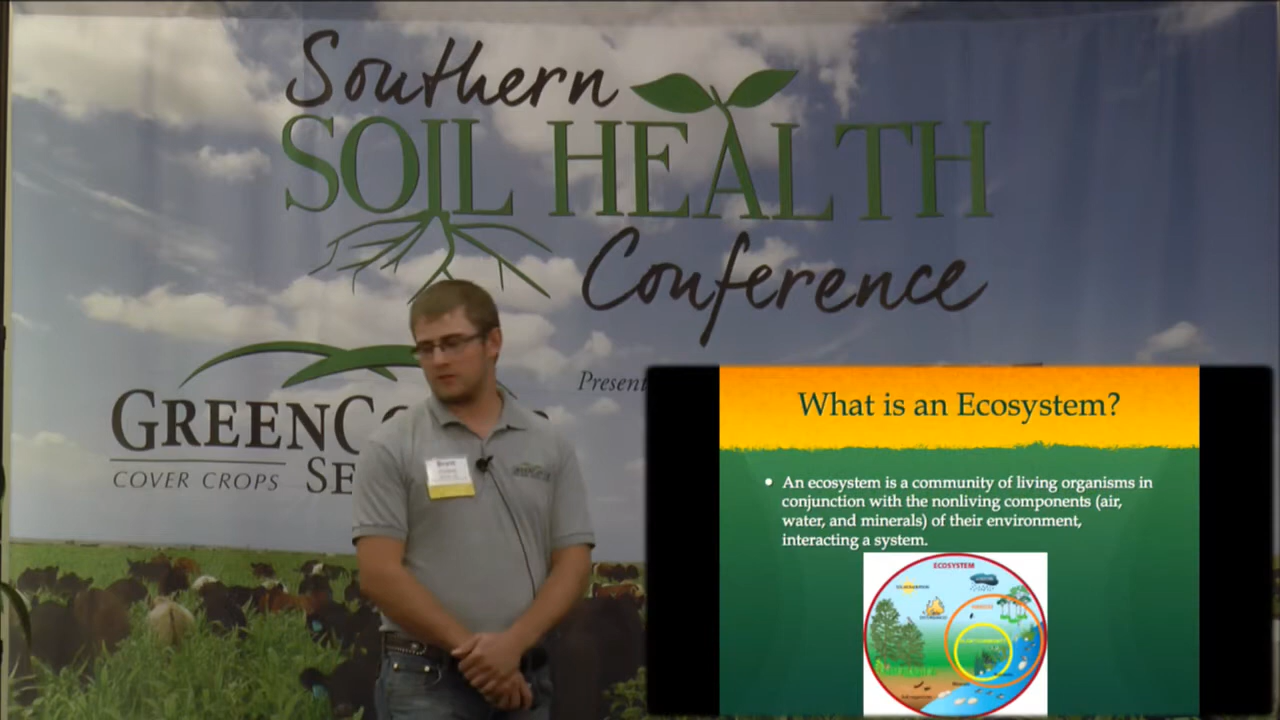 Southern
SOIL HEALTH
Conference
Present
GREENCO
COVER CROPS
SE
What is an Ecosystem?
• An ecosystem is a community of living organisms in
conjunction with the nonliving components (air,
water, and minerals) of their environment,
interacting a system.
ECOSYSTEM